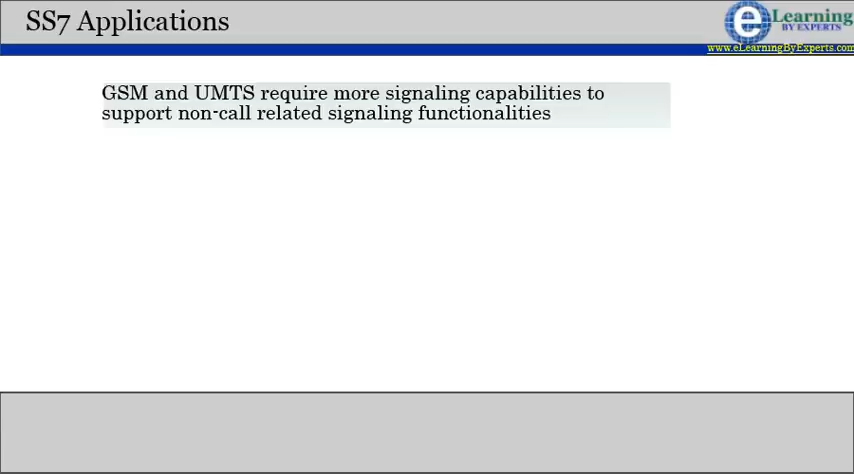 SS7 Applications
e Learning
BY EXPERTS
www.eLearningByExperts.com
GSM and UMTS require more signaling capabilities to
support non-call related signaling functionalities